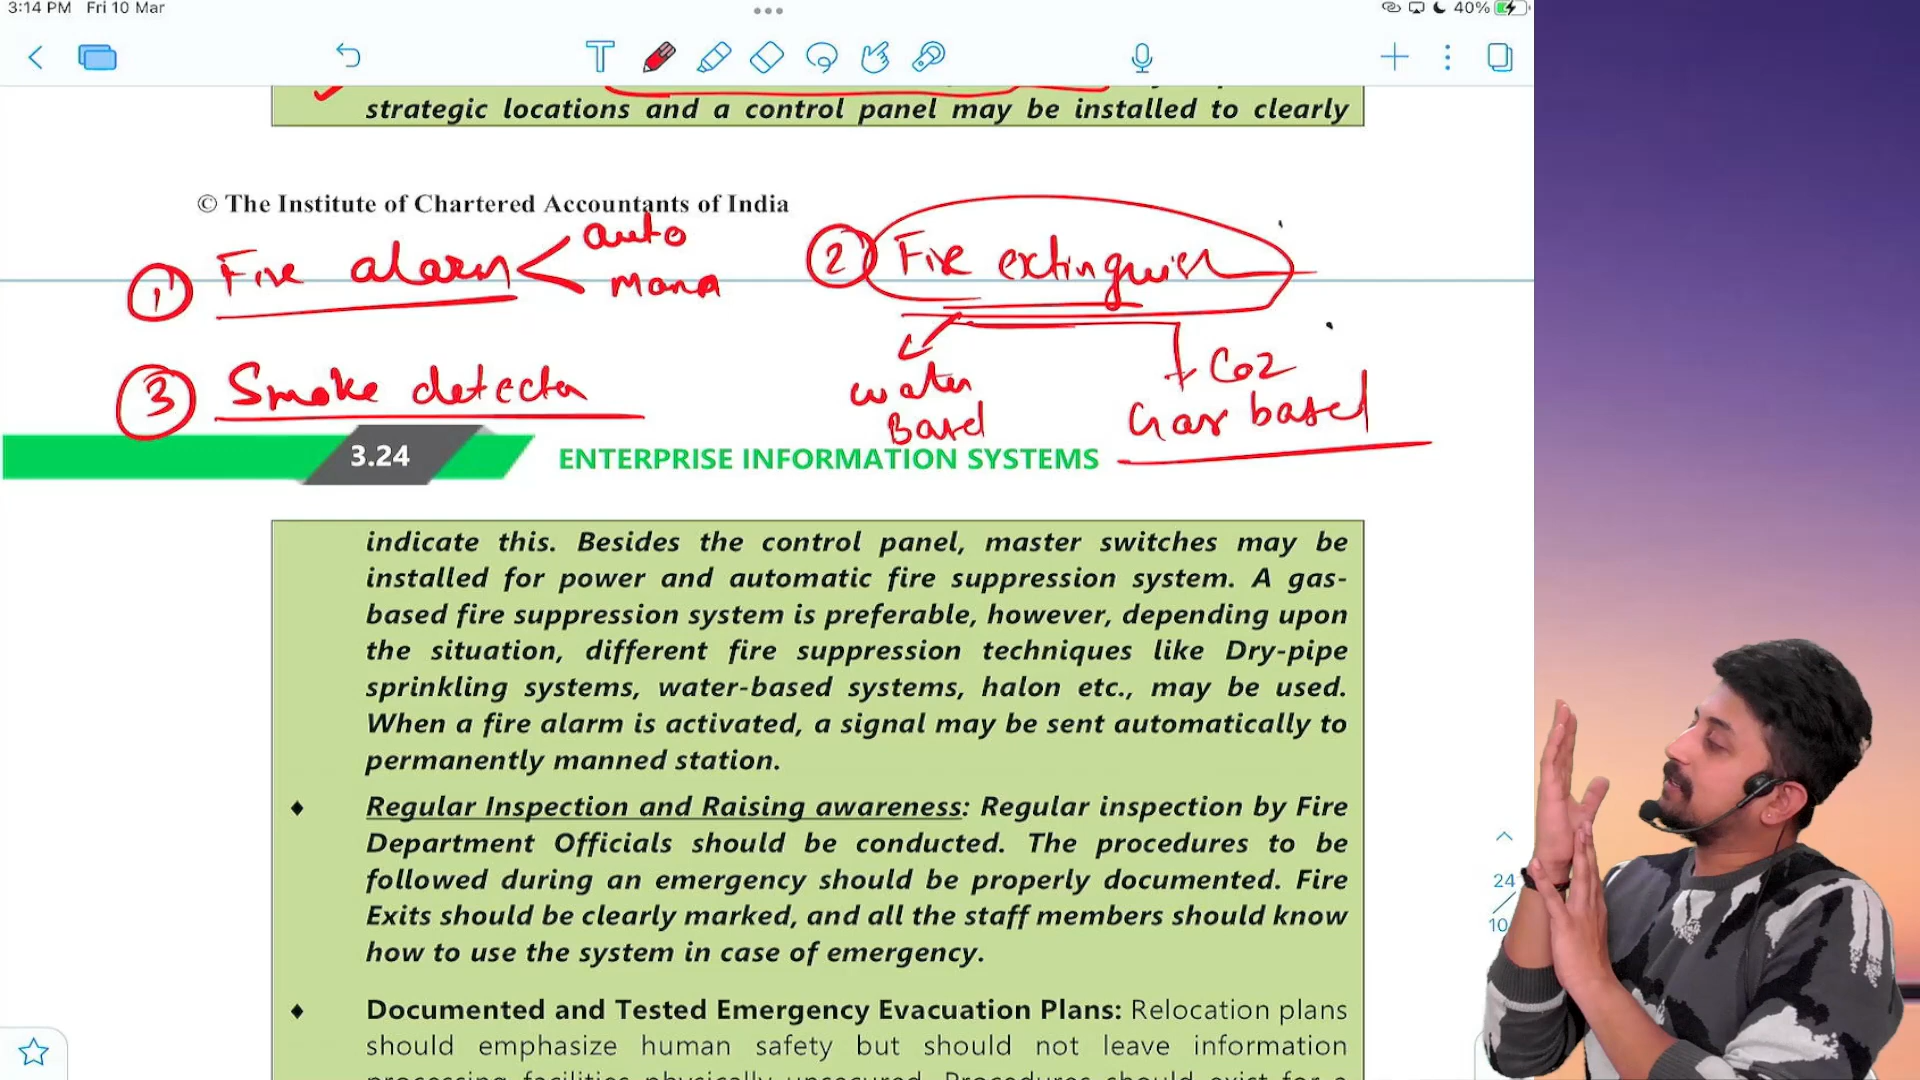 3:14 PM Fri 10 Mar
40%
strategic locations and a control panel may be installed to clearly
© The Institute of Chartered Accountants of India
1 Fire alarm
auto
2 Fire
3 Smoke
water
Based
Co2
Gas based
3.24 ENTERPRISE INFORMATION SYSTEMS
indicate this. Besides the control panel, master switches may be
installed for power and automatic fire suppression system. A gas-
based fire suppression system is preferable, however, depending upon
the situation, different fire suppression techniques like Dry-pipe
sprinkling systems, water-based systems, halon etc., may be used.
When a fire alarm is activated, a signal may be sent automatically to
permanently manned station.
♦ Regular Inspection and Raising awareness: Regular inspection by Fire
Department Officials should be conducted. The procedures to be
followed during an emergency should be properly documented. Fire
Exits should be clearly marked, and all the staff members should know
how to use the system in case of emergency.
♦ Documented and Tested Emergency Evacuation Plans: Relocation plans
should emphasize human safety but should not leave information
processing facilities physically unsecured. Procedures should exist for a
24
10